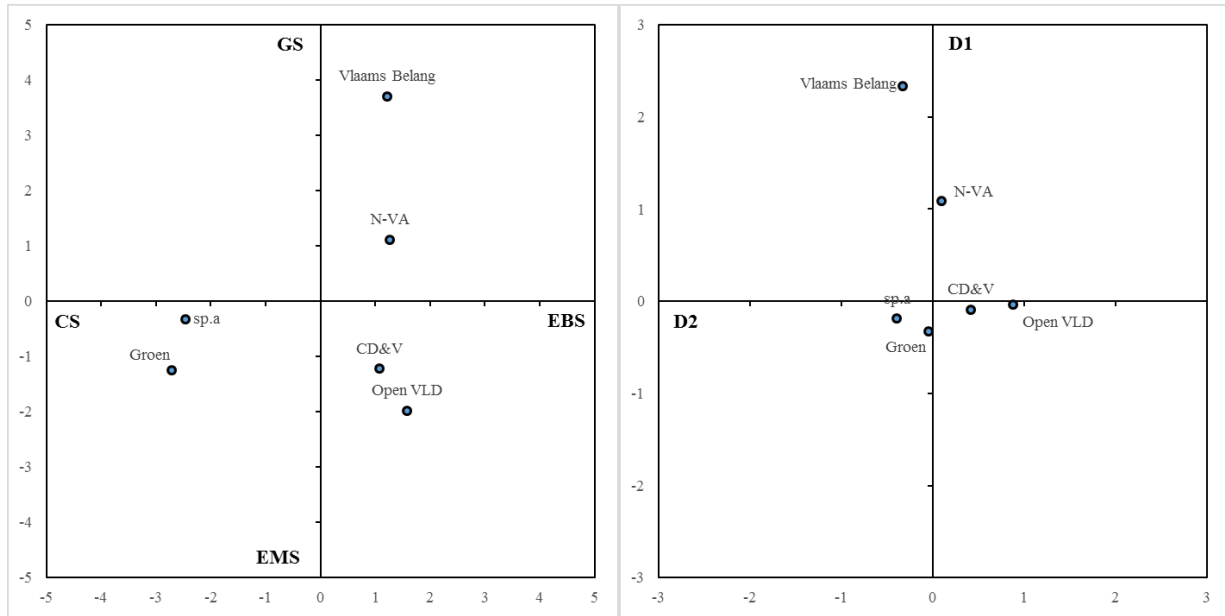 5
GS
Vlaams Belang
4
3
2
N-VA
1
0
CS
sp.a
EBS
Groen
-1
CD&V
Open VLD
-2
-3
-4
EMS
-5
-5 -4 -3 -2 -1 0 1 2 3 4 5
3
D1
Vlaams Belang
2
N-VA
1
CD&V
0
sp.a
D2
Open VLD
Groen
-1
-2
-3
-3 -2 -1 0 1 2 3